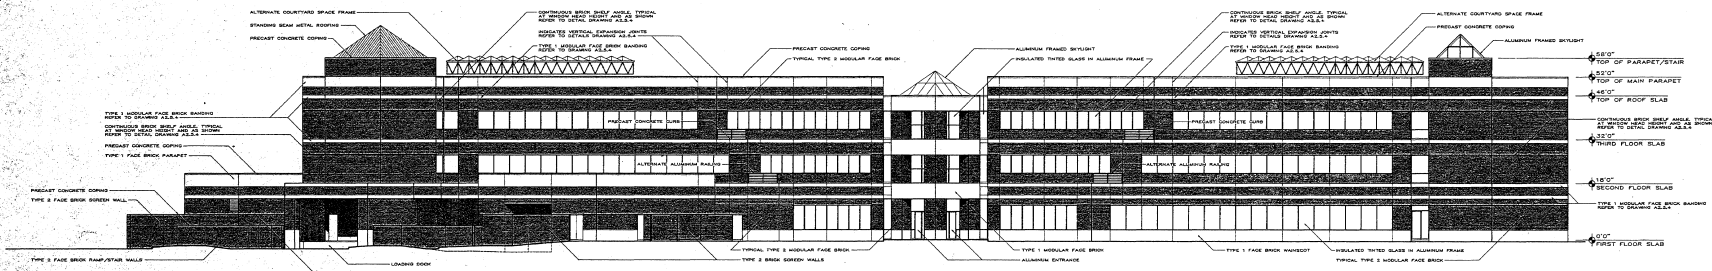 ALTERNATE COURTYARD SPACE FRAME
STANDING SEAM METAL ROOFING
PRECAST CONCRETE COPING
CONTINUOUS BRICK SHELF ANGLE, TYPICAL
AT WINDOW HEAD HEIGHT AND AS SHOWN
REFER TO DETAIL DRAWING A2.5.4
INDICATES VERTICAL EXPANSION JOINTS
REFER TO DETAIL DRAWING A2.5.4
TYPE 1 MODULAR FACE BRICK BANDING
REFER TO DRAWING A2.5.4
PRECAST CONCRETE COPING
TYPICAL TYPE 2 MODULAR FACE BRICK
ALUMINUM FRAMED SKYLIGHT
INSULATED TINTED GLASS IN ALUMINUM FRAME
CONTINUOUS BRICK SHELF ANGLE, TYPICAL
AT WINDOW HEAD HEIGHT AND AS SHOWN
REFER TO DETAIL DRAWING A2.5.4
INDICATES VERTICAL EXPANSION JOINTS
REFER TO DETAIL DRAWING A2.5.4
TYPE 1 MODULAR FACE BRICK BANDING
REFER TO DRAWING A2.5.4
ALTERNATE COURTYARD SPACE FRAME
PRECAST CONCRETE COPING
ALUMINUM FRAMED SKYLIGHT
58'0"
TOP OF PARAPET/STAIR
52'0"
TOP OF MAIN PARAPET
46'0"
TOP OF ROOF SLAB
CONTINUOUS BRICK SHELF ANGLE, TYPICA
AT WINDOW HEAD HEIGHT AND AS SHOWN
REFER TO DETAIL DRAWING A2.5.4
32'0"
THIRD FLOOR SLAB
16'0"
SECOND FLOOR SLAB
TYPE 1 MODULAR FACE BRICK BANDING
REFER TO DRAWING A2.5.4
0'0"
FIRST FLOOR SLAB
TYPE 1 MODULAR FACE BRICK BANDING
REFER TO DRAWING A2.5.4
CONTINUOUS BRICK SHELF ANGLE, TYPICAL
AT WINDOW HEAD HEIGHT AND AS SHOWN
REFER TO DETAIL DRAWING A2.5.4
PRECAST CONCRETE COPING
TYPE 1 FACE BRICK PARAPET
PRECAST CONCRETE COPING
TYPE 2 FACE BRICK SCREEN WALL
PRECAST CONCRETE CURB
PRECAST CONCRETE CURB
ALTERNATE ALUMINUM RAILING
ALTERNATE ALUMINUM RAILING
TYPE 2 FACE BRICK RAMP/STAIR WALLS
LOADING DOCK
TYPICAL TYPE 2 MODULAR FACE BRICK
TYPE 2 BRICK SCREEN WALLS
TYPE 1 MODULAR FACE BRICK
ALUMINUM ENTRANCE
TYPE 1 FACE BRICK WAINSCOT
INSULATED TINTED GLASS IN ALUMINUM FRAME
TYPICAL TYPE 2 MODULAR FACE BRICK